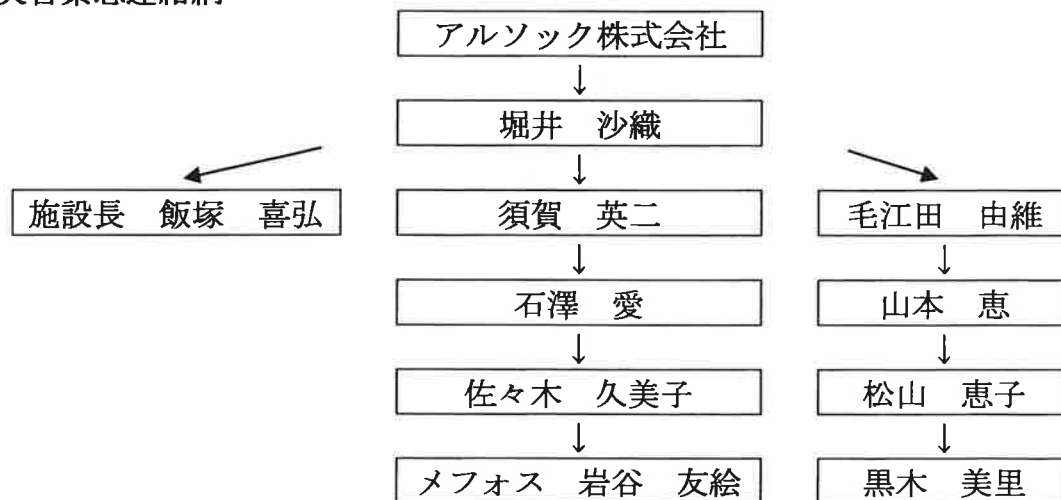 アルソック株式会社
↓
堀井　沙織
↓
施設長　飯塚　喜弘
須賀　英二
毛江田　由維
↓
↓
石澤　愛
山本　恵
↓
↓
佐々木　久美子
松山　恵子
↓
↓
メフォス　岩谷　友絵
黒木　美里